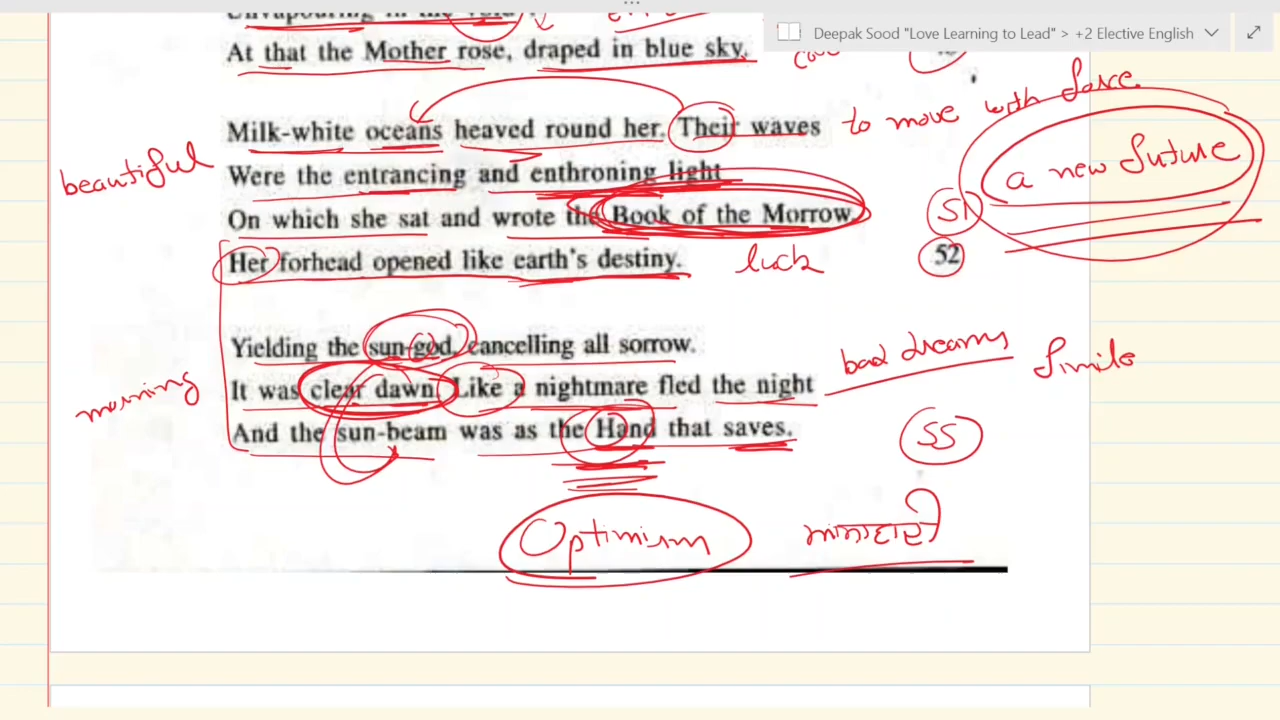 Deepak Sood "Love Learning to Lead" > +2 Elective English
Unvapouring in the void
At that the Mother rose, draped in blue sky.
to move with force
Milk-white oceans heaved round her. Their waves
a new future
beautiful
Were the entrancing and enthroning light
On which she sat and wrote the Book of the Morrow. 51
Her forhead opened like earth's destiny. luck 52
Yielding the sun-god, cancelling all sorrow.
bad dreams Simile
morning
It was clear dawn. Like a nightmare fled the night
And the sun-beam was as the Hand that saves. 55
Optimism